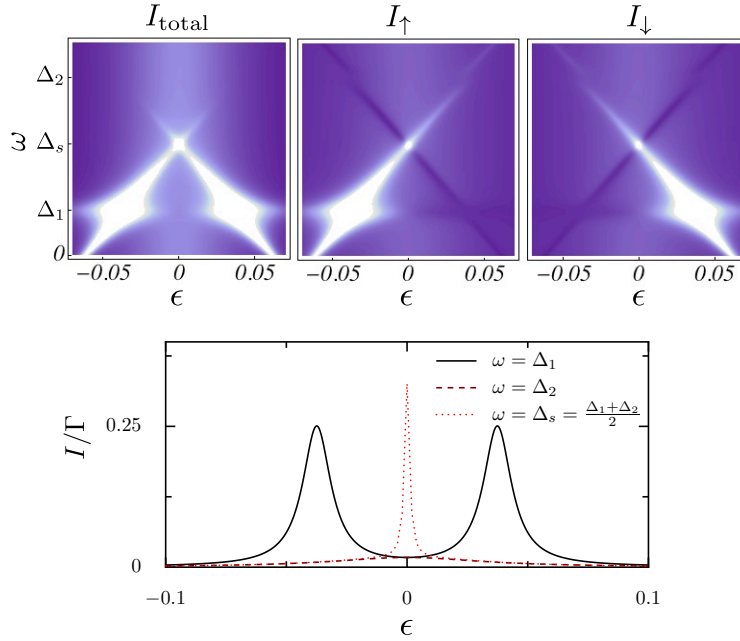 I_total I_↑ I_↓
Δ_2
ω Δ_s
Δ_1
0
−0.05 0 0.05 −0.05 0 0.05 −0.05 0 0.05
ϵ ϵ ϵ
ω = Δ_1
ω = Δ_2
ω = Δ_s = \frac{Δ_1+Δ_2}{2}
I/Γ
0.25
0
−0.1 0 0.1
ϵ